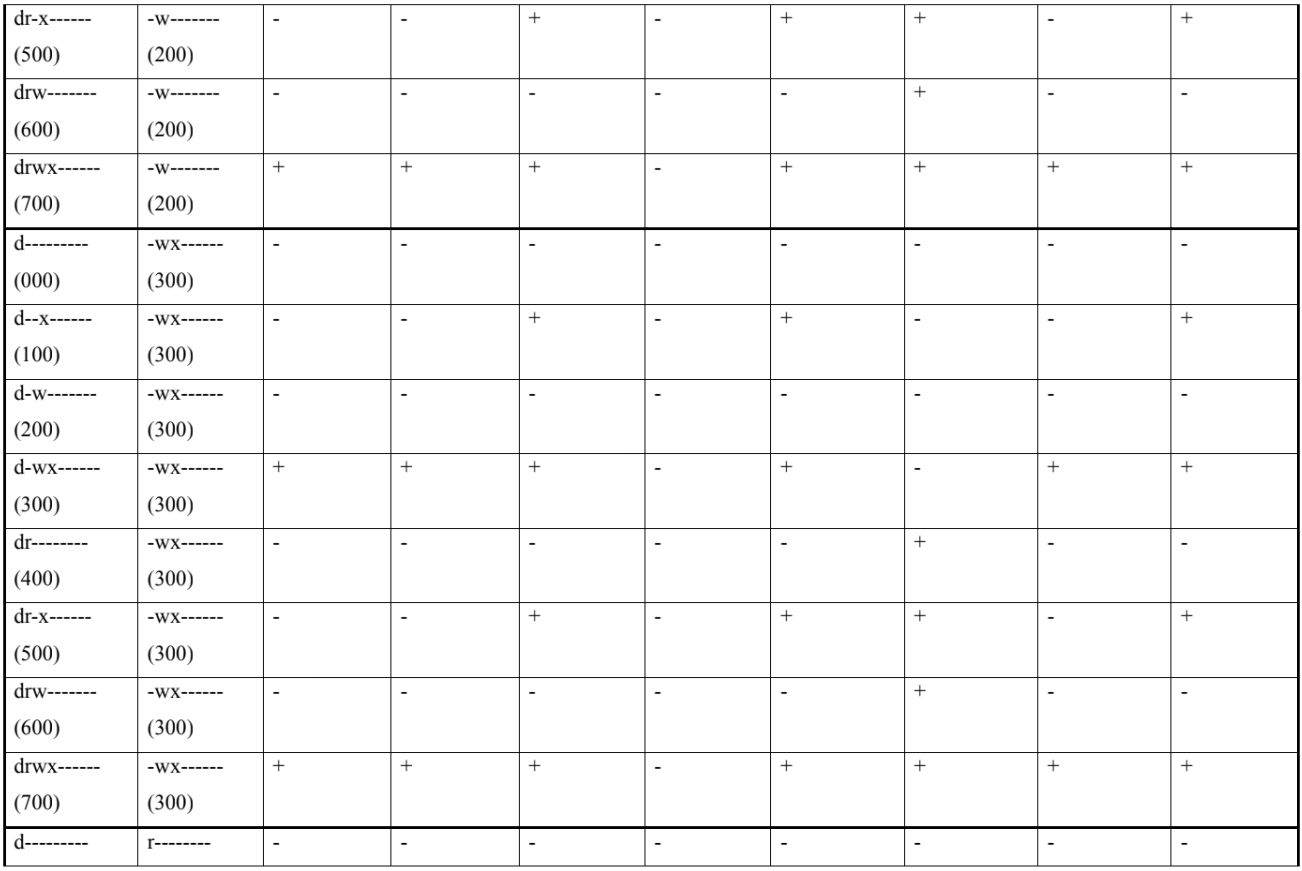 dr-x------ -w------- - - + - + + - +
(500) (200)
drw------- -w------- - - - - - + - -
(600) (200)
drwx------ -w------- + + + - + + + +
(700) (200)
d--------- -wx------ - - - - - - - -
(000) (300)
d--x------ -wx------ - - + - + - - +
(100) (300)
d-w------- -wx------ - - - - - - - -
(200) (300)
d-wx------ -wx------ + + + - + - + +
(300) (300)
dr-------- -wx------ - - - - - + - -
(400) (300)
dr-x------ -wx------ - - + - + + - +
(500) (300)
drw------- -wx------ - - - - - + - -
(600) (300)
drwx------ -wx------ + + + - + + + +
(700) (300)
d--------- r-------- - - - - - - - -